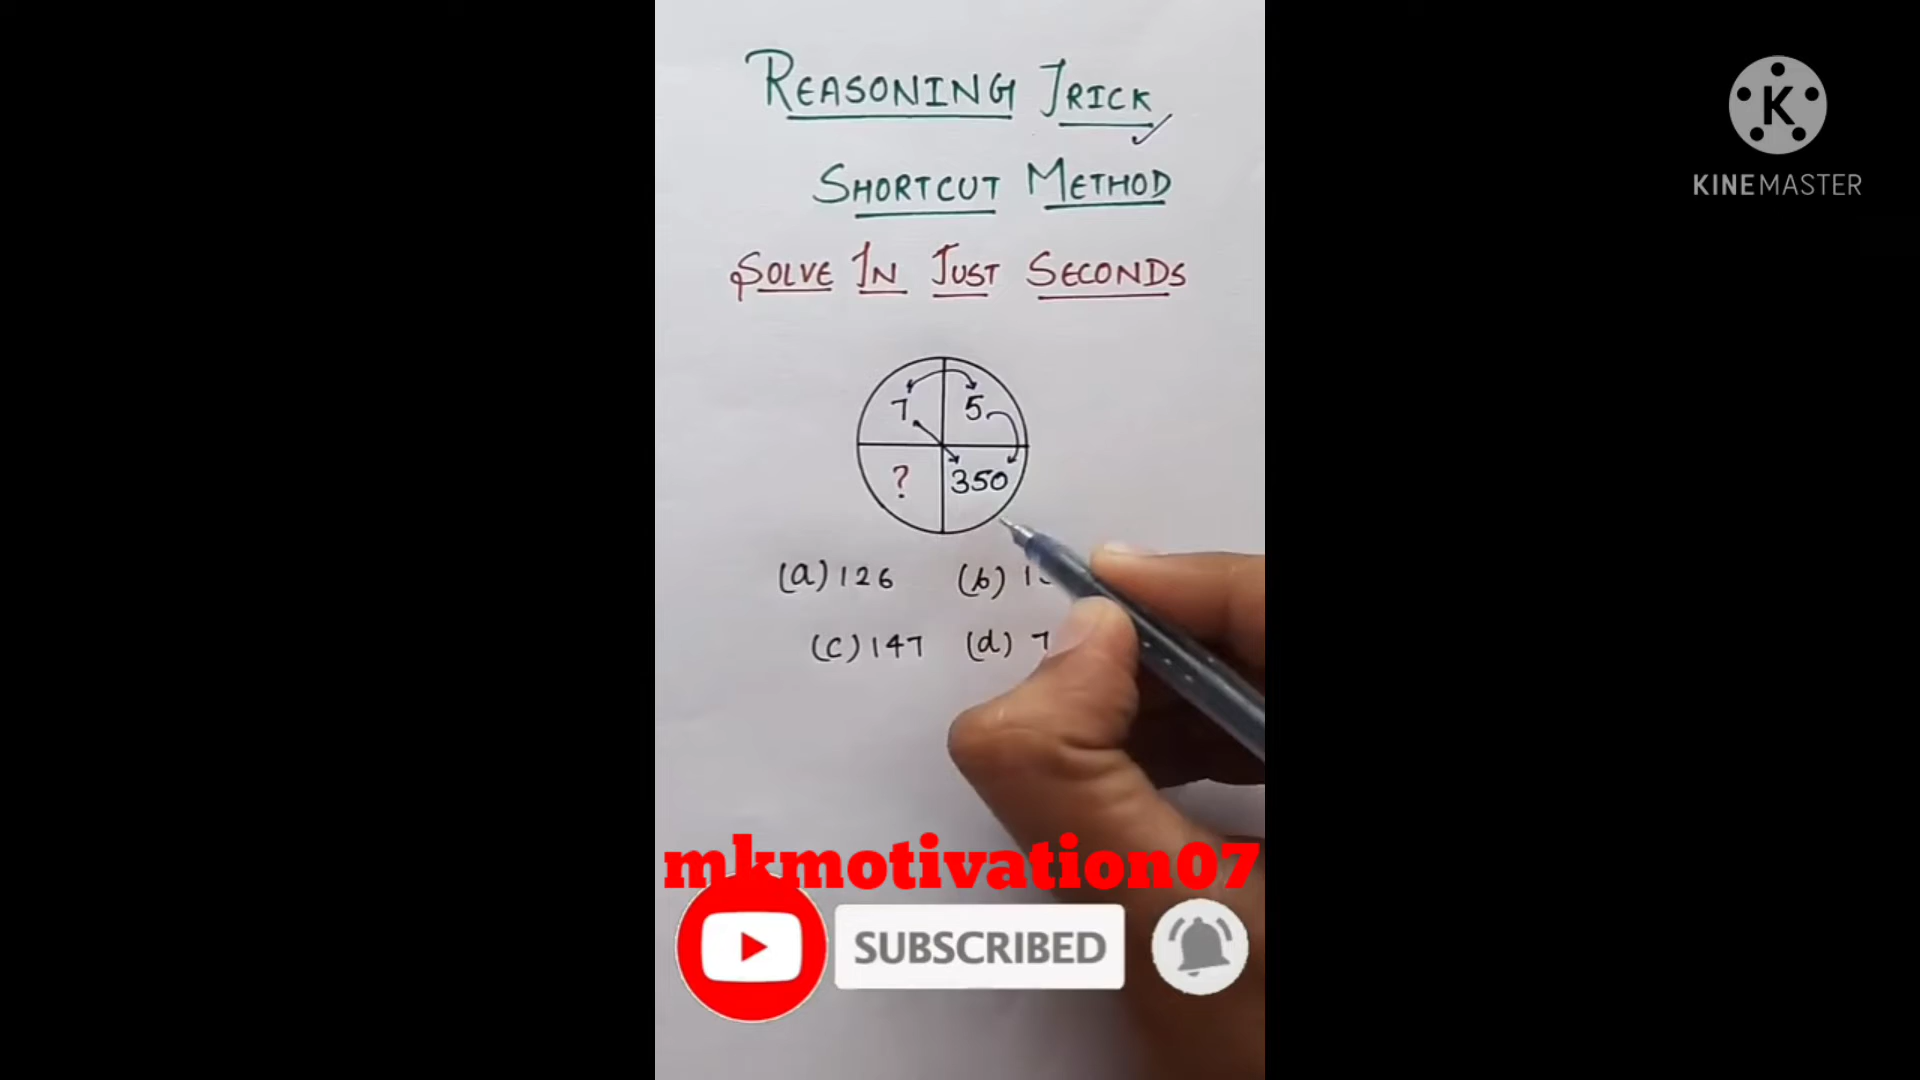 REASONING TRICK
SHORTCUT METHOD
SOLVE IN JUST SECONDS
7 5
? 350
(a) 126 (b)
(c) 147 (d)
mkmotivation07
SUBSCRIBED
K
KINEMASTER